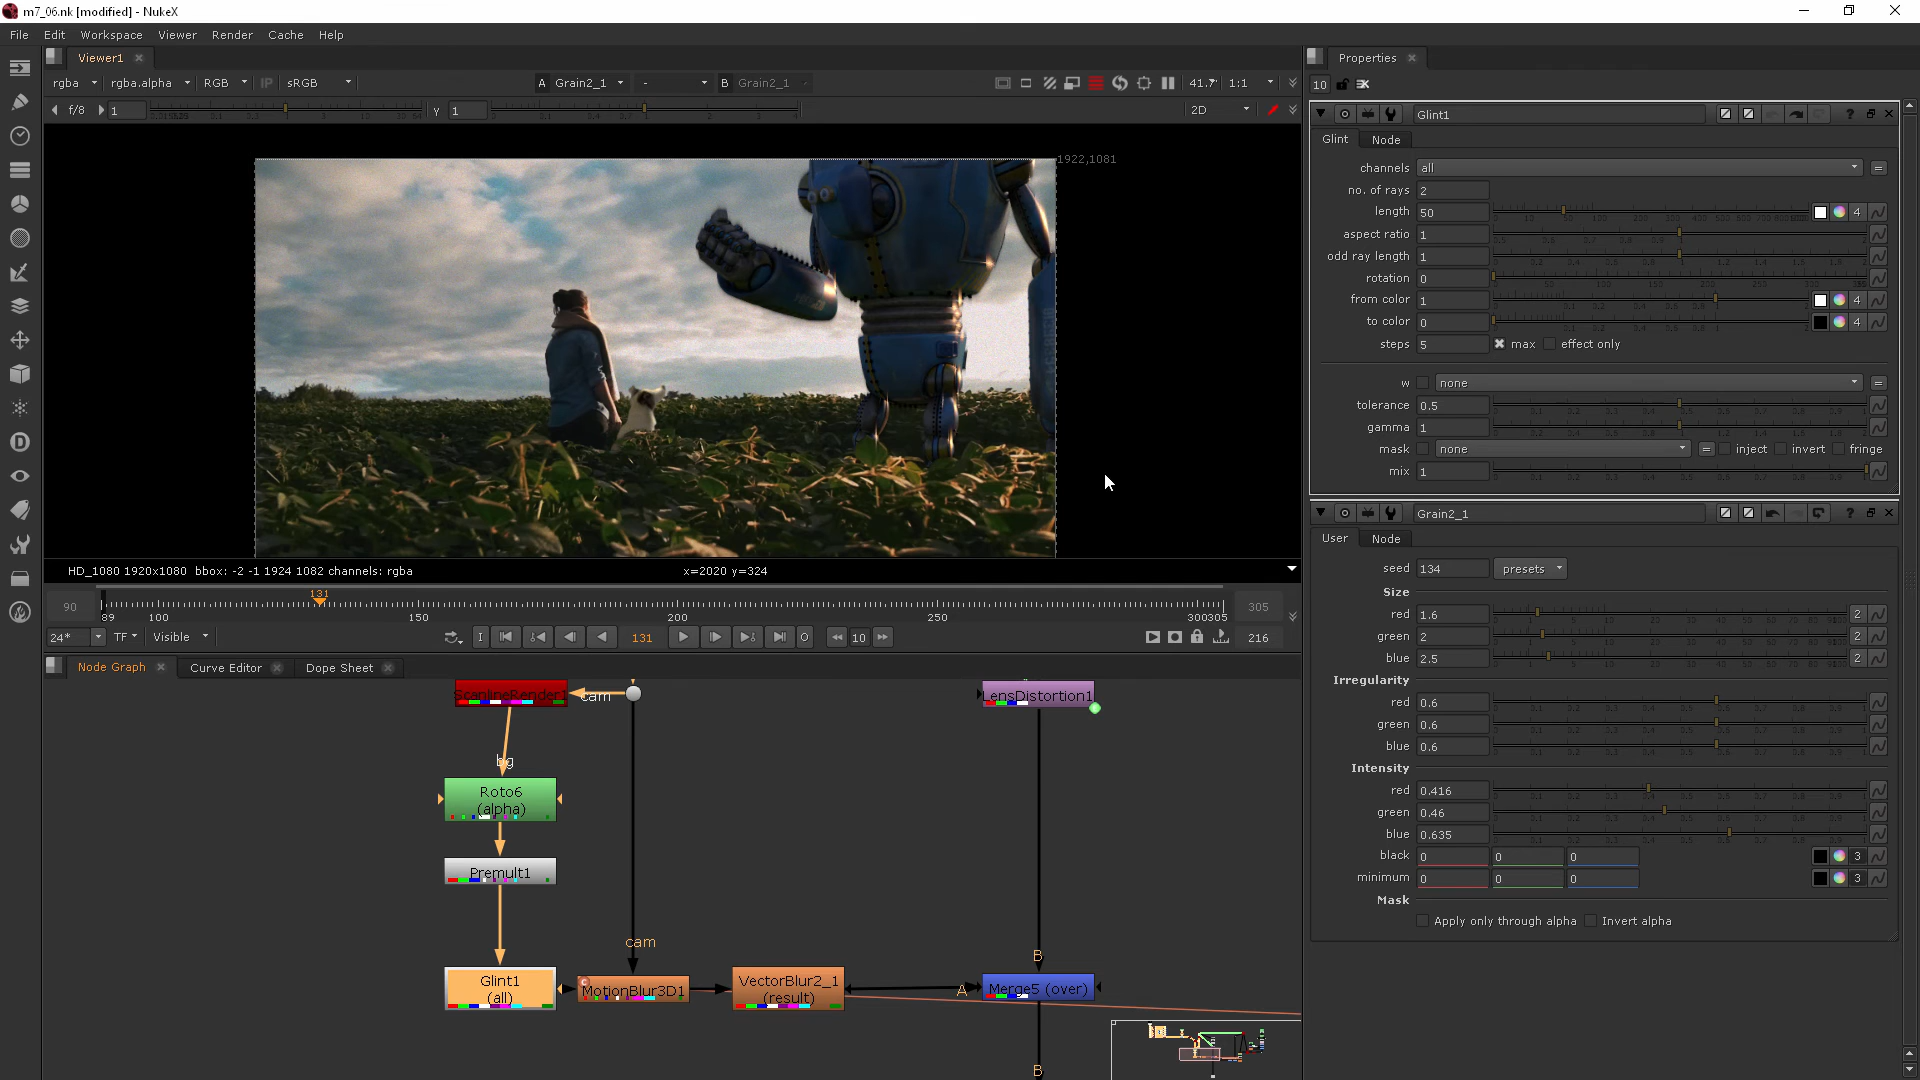 m7_06.nk [modified] - NukeX
File Edit Workspace Viewer Render Cache Help
Viewer1
rgba rgba.alpha RGB IP sRGB A Grain2_1 - B Grain2_1 41.7 1:1
f/8 1 Y 1 2D
1922,1081
HD_1080 1920x1080 bbox: -2 -1 1924 1082 channels: rgba x=2020 y=324
90 131 305
89 100 150 200 250 300305
24* TF Visible I 131 O 10 216
Node Graph Curve Editor Dope Sheet
ScanlineRender1
cam
LensDistortion1
bg
Roto6
(alpha)
Premult1
cam
B
Glint1
(all)
MotionBlur3D1
VectorBlur2_1
(result)
A
Merge5 (over)
B
Properties
10
Glint1
Glint Node
channels all
no. of rays 2
length 50 4
aspect ratio 1
odd ray length 1
rotation 0
from color 1 4
to color 0 4
steps 5 max effect only
w none
tolerance 0.5
gamma 1
mask none inject invert fringe
mix 1
Grain2_1
User Node
seed 134 presets
Size
red 1.6 2
green 2 2
blue 2.5 2
Irregularity
red 0.6
green 0.6
blue 0.6
Intensity
red 0.416
green 0.46
blue 0.635
black 0 0 0 3
minimum 0 0 0 3
Mask
Apply only through alpha Invert alpha